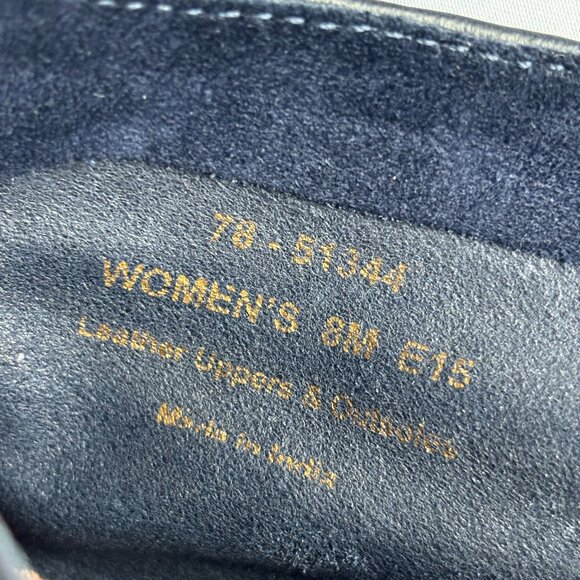 78 - 51344
WOMEN'S 8M E15
Leather Uppers & Outsoles
Made in India